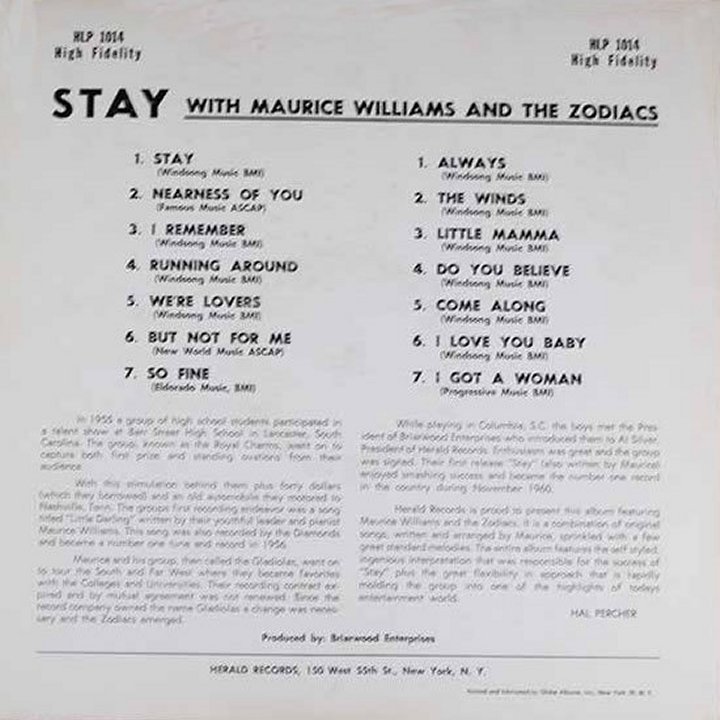 HLP 1014
High Fidelity
HLP 1014
High Fidelity
STAY WITH MAURICE WILLIAMS AND THE ZODIACS
1. STAY
(Windsong Music BMI)
2. NEARNESS OF YOU
(Famous Music ASCAP)
3. I REMEMBER
(Windsong Music BMI)
4. RUNNING AROUND
(Windsong Music BMI)
5. WE'RE LOVERS
(Windsong Music BMI)
6. BUT NOT FOR ME
(New World Music ASCAP)
7. SO FINE
(Eldorado Music, BMI)
1. ALWAYS
(Windsong Music BMI)
2. THE WINDS
(Windsong Music BMI)
3. LITTLE MAMMA
(Windsong Music BMI)
4. DO YOU BELIEVE
(Windsong Music BMI)
5. COME ALONG
(Windsong Music BMI)
6. I LOVE YOU BABY
(Windsong Music BMI)
7. I GOT A WOMAN
(Progressive Music BMI)
In 1955 a group of high school students participated in
a talent show at Barr Street High School in Lancaster, South
Carolina. The group, known as the Royal Charms, went on to
capture both first prize and standing ovations from their
audience.
With this stimulation behind them plus forty dollars
(which they borrowed) and an old automobile they motored to
Nashville, Tenn. The groups first recording endeavor was a song
titled "Little Darling" written by their youthful leader and pianist
Maurice Williams. This song was also recorded by the Diamonds
and became a number one tune and record in 1956.
Maurice and his group, then called the Gladiolas, went on
to tour the South and Far West where they became favorites
with the Colleges and Universities. Their recording contract ex-
pired and by mutual agreement was not renewed. Since the
record company owned the name Gladiolas a change was neces-
sary and the Zodiacs emerged.
While playing in Columbia, S.C. the boys met the Pres-
ident of Briarwood Enterprises who introduced them to Al Silver,
President of Herald Records. Enthusiasm was great and the group
was signed. Their first release "Stay" (also written by Maurice)
enjoyed smashing success and became the number one record
in the country during November 1960.
Herald Records is proud to present this album featuring
Maurice Williams and the Zodiacs. It is a combination of original
songs, written and arranged by Maurice, sprinkled with a few
great standard melodies. The entire album features the self styled,
ingenious interpretation that was responsible for the success of
"Stay" plus the great flexibility in approach that is rapidly
molding the group into one of the highlights of todays
entertainment world.
HAL PERCHER
Produced by: Briarwood Enterprises
HERALD RECORDS, 150 West 55th St., New York, N. Y.